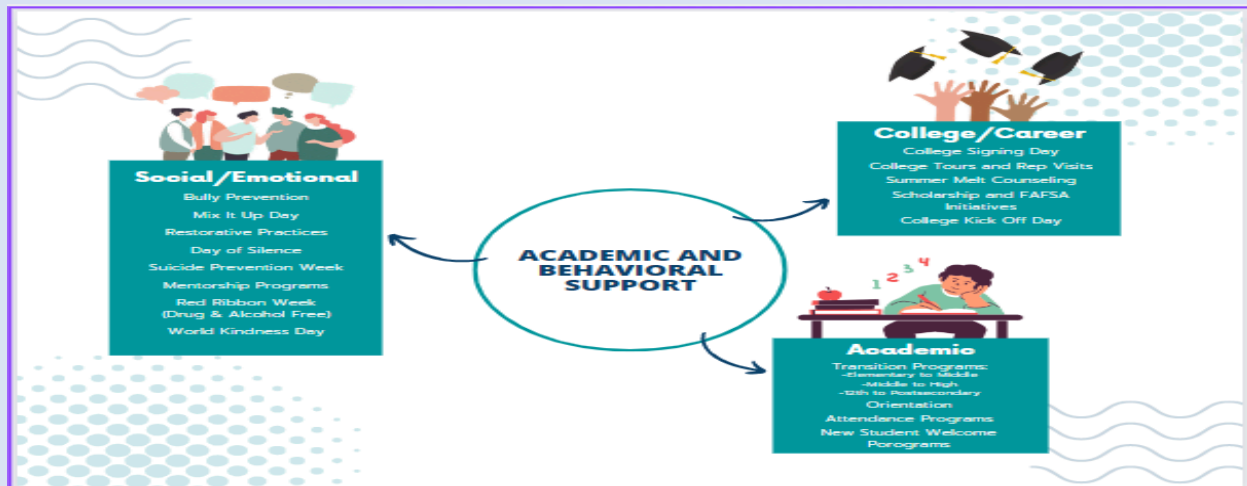 Social/Emotional
Bully Prevention
Mix It Up Day
Restorative Practices
Day of Silence
Suicide Prevention Week
Mentorship Programs
Red Ribbon Week
(Drug & Alcohol Free)
World Kindness Day
ACADEMIC AND
BEHAVIORAL
SUPPORT
College/Career
College Signing Day
College Tours and Rep Visits
Summer Melt Counseling
Scholarship and FAFSA
Initiatives
College Kick Off Day
1 2 3 4
Academic
Transition Programs:
-Elementary to Middle
-Middle to High
-12th to Postsecondary
Orientation
Attendance Programs
New Student Welcome
Porograms